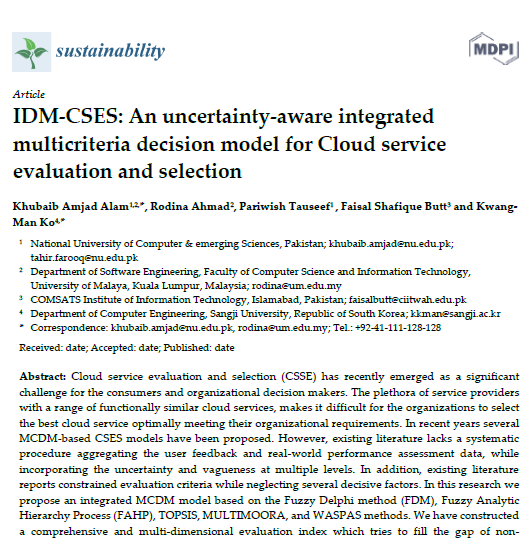 sustainability
MDPI
Article
IDM-CSES: An uncertainty-aware integrated
multicriteria decision model for Cloud service
evaluation and selection
Khubaib Amjad Alam1,2,*, Rodina Ahmad2, Pariwish Tauseef1, Faisal Shafique Butt3 and Kwang-
Man Ko4,*
1 National University of Computer & emerging Sciences, Pakistan; khubaib.amjad@nu.edu.pk;
tahir.farooq@nu.edu.pk
2 Department of Software Engineering, Faculty of Computer Science and Information Technology,
University of Malaya, Kuala Lumpur, Malaysia; rodina@um.edu.my
3 COMSATS Institute of Information Technology, Islamabad, Pakistan; faisalbutt@ciitwah.edu.pk
4 Department of Computer Engineering, Sangji University, Republic of South Korea; kkman@sangji.ac.kr
* Correspondence: khubaib.amjad@nu.edu.pk, rodina@um.edu.my; Tel.: +92-41-111-128-128
Received: date; Accepted: date; Published: date
Abstract: Cloud service evaluation and selection (CSSE) has recently emerged as a significant
challenge for the consumers and organizational decision makers. The plethora of service providers
with a range of functionally similar cloud services, makes it difficult for the organizations to select
the best cloud service optimally meeting their organizational requirements. In recent years several
MCDM-based CSES models have been proposed. However, existing literature lacks a systematic
procedure aggregating the user feedback and real-world performance assessment data, while
incorporating the uncertainty and vagueness at multiple levels. In addition, existing literature
reports constrained evaluation criteria while neglecting several decisive factors. In this research we
propose an integrated MCDM model based on the Fuzzy Delphi method (FDM), Fuzzy Analytic
Hierarchy Process (FAHP), TOPSIS, MULTIMOORA, and WASPAS methods. We have constructed
a comprehensive and multi-dimensional evaluation index which tries to fill the gap of non-